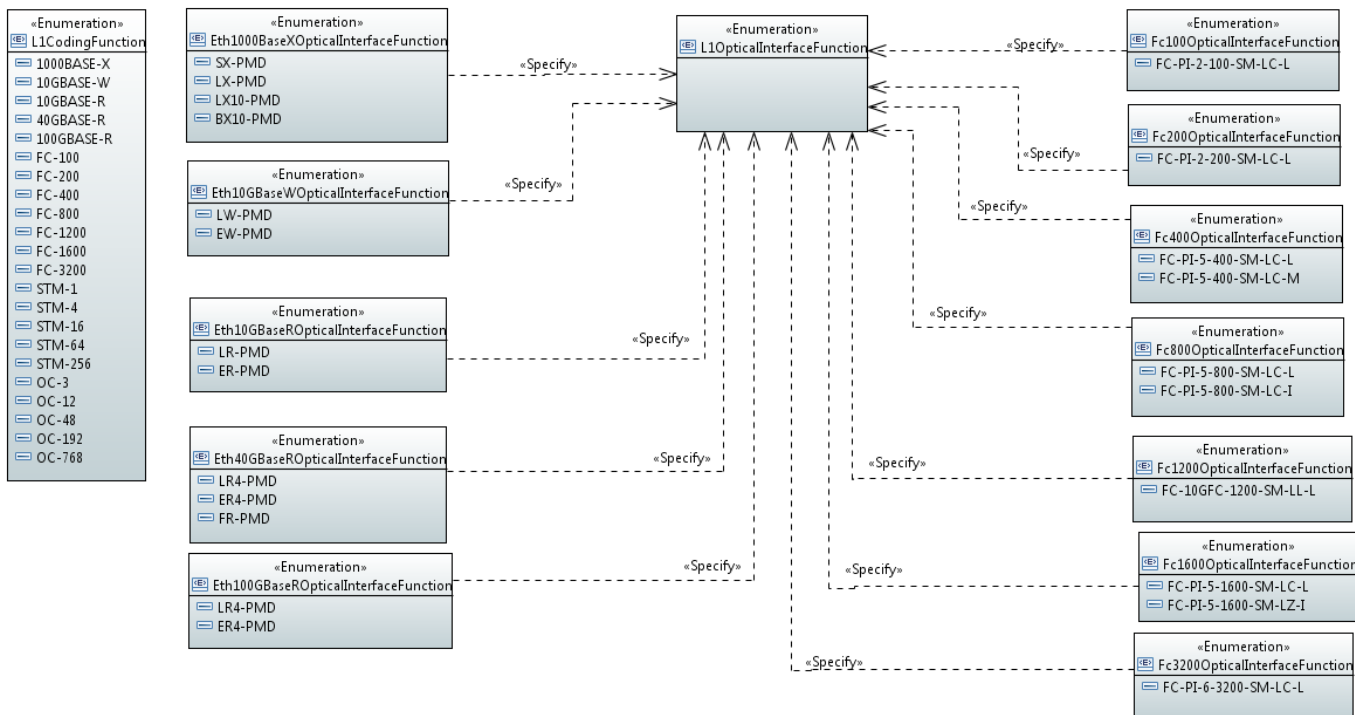 «Enumeration»
L1CodingFunction
1000BASE-X
10GBASE-W
10GBASE-R
40GBASE-R
100GBASE-R
FC-100
FC-200
FC-400
FC-800
FC-1200
FC-1600
FC-3200
STM-1
STM-4
STM-16
STM-64
STM-256
OC-3
OC-12
OC-48
OC-192
OC-768
«Enumeration»
Eth1000BaseXOpticalInterfaceFunction
SX-PMD
LX-PMD
LX10-PMD
BX10-PMD
«Enumeration»
Eth10GBaseWOpticalInterfaceFunction
LW-PMD
EW-PMD
«Enumeration»
Eth10GBaseROpticalInterfaceFunction
LR-PMD
ER-PMD
«Enumeration»
Eth40GBaseROpticalInterfaceFunction
LR4-PMD
ER4-PMD
FR-PMD
«Enumeration»
Eth100GBaseROpticalInterfaceFunction
LR4-PMD
ER4-PMD
«Specify»
«Specify»
«Specify»
«Specify»
«Specify»
«Enumeration»
L1OpticalInterfaceFunction
«Specify»
«Specify»
«Specify»
«Specify»
«Specify»
«Specify»
«Specify»
«Enumeration»
Fc100OpticalInterfaceFunction
FC-PI-2-100-SM-LC-L
«Enumeration»
Fc200OpticalInterfaceFunction
FC-PI-2-200-SM-LC-L
«Enumeration»
Fc400OpticalInterfaceFunction
FC-PI-5-400-SM-LC-L
FC-PI-5-400-SM-LC-M
«Enumeration»
Fc800OpticalInterfaceFunction
FC-PI-5-800-SM-LC-L
FC-PI-5-800-SM-LC-I
«Enumeration»
Fc1200OpticalInterfaceFunction
FC-10GFC-1200-SM-LL-L
«Enumeration»
Fc1600OpticalInterfaceFunction
FC-PI-5-1600-SM-LC-L
FC-PI-5-1600-SM-LZ-I
«Enumeration»
Fc3200OpticalInterfaceFunction
FC-PI-6-3200-SM-LC-L